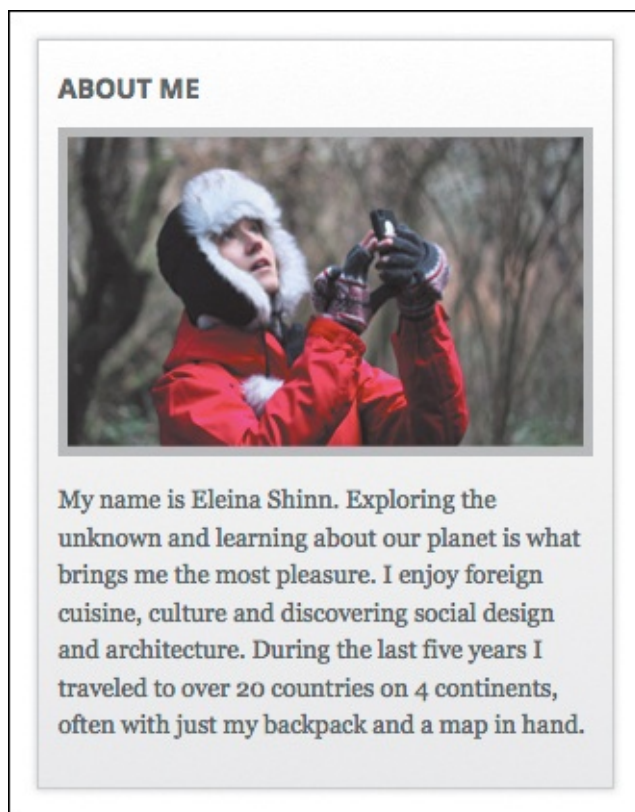 ABOUT ME
My name is Eleina Shinn. Exploring the
unknown and learning about our planet is what
brings me the most pleasure. I enjoy foreign
cuisine, culture and discovering social design
and architecture. During the last five years I
traveled to over 20 countries on 4 continents,
often with just my backpack and a map in hand.